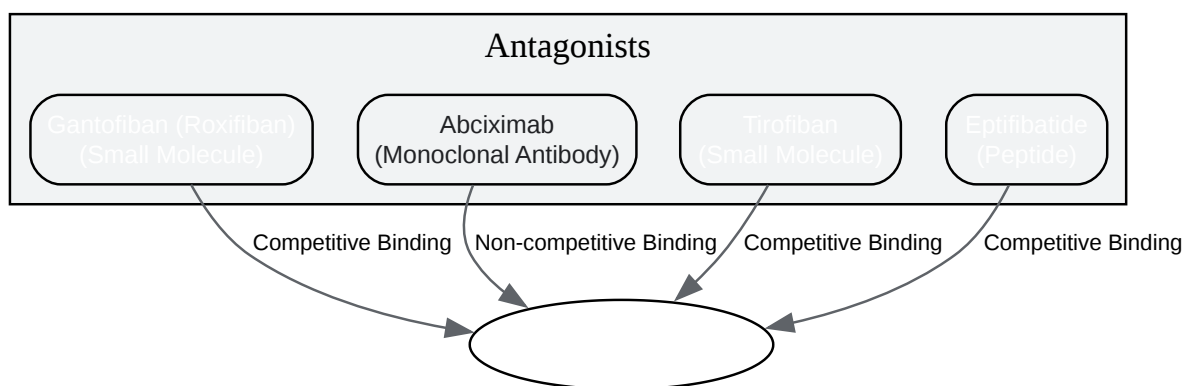 Antagonists
Gantofiban (Roxifiban)
(Small Molecule)
Abciximab
(Monoclonal Antibody)
Tirofiban
(Small Molecule)
Eptifibatide
(Peptide)
Competitive Binding
Non-competitive Binding
Competitive Binding
Competitive Binding